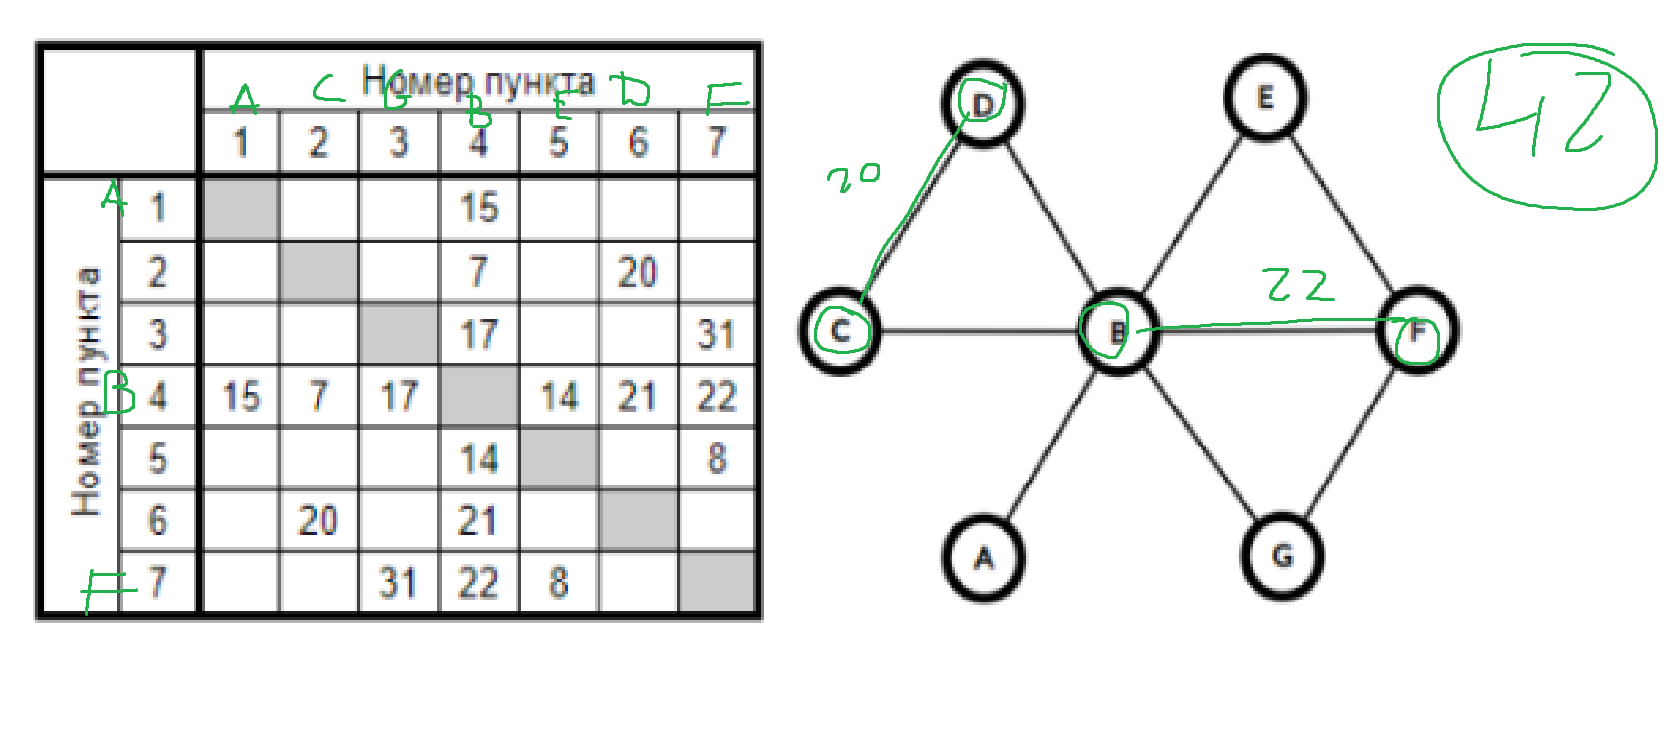 Номер пункта
A C G B E D F
1 2 3 4 5 6 7
Номер пункта
A 1 15
2 7 20
3 17 31
B 4 15 7 17 14 21 22
5 14 8
6 20 21
F 7 31 22 8
D E
20
C B 22 F
A G
42